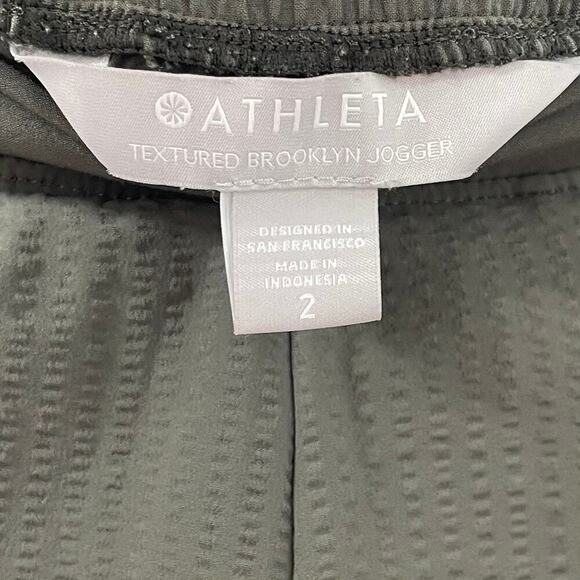 ATHLETA
TEXTURED BROOKLYN JOGGER
DESIGNED IN
SAN FRANCISCO
MADE IN
INDONESIA
2